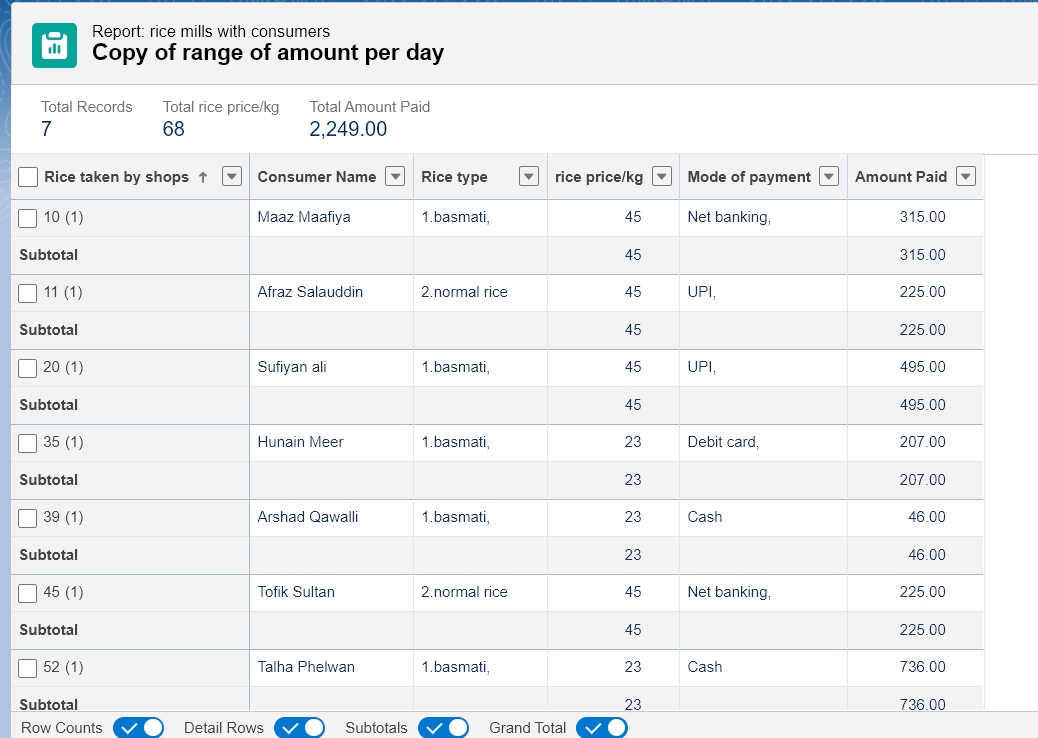 Report: rice mills with consumers
Copy of range of amount per day
Total Records Total rice price/kg Total Amount Paid
7 68 2,249.00
Rice taken by shops ↑ Consumer Name Rice type rice price/kg Mode of payment Amount Paid
10 (1) Maaz Maafiya 1.basmati, 45 Net banking, 315.00
Subtotal 45 315.00
11 (1) Afraz Salauddin 2.normal rice 45 UPI, 225.00
Subtotal 45 225.00
20 (1) Sufiyan ali 1.basmati, 45 UPI, 495.00
Subtotal 45 495.00
35 (1) Hunain Meer 1.basmati, 23 Debit card, 207.00
Subtotal 23 207.00
39 (1) Arshad Qawalli 1.basmati, 23 Cash 46.00
Subtotal 23 46.00
45 (1) Tofik Sultan 2.normal rice 45 Net banking, 225.00
Subtotal 45 225.00
52 (1) Talha Phelwan 1.basmati, 23 Cash 736.00
Subtotal 23 736.00
Row Counts Detail Rows Subtotals Grand Total